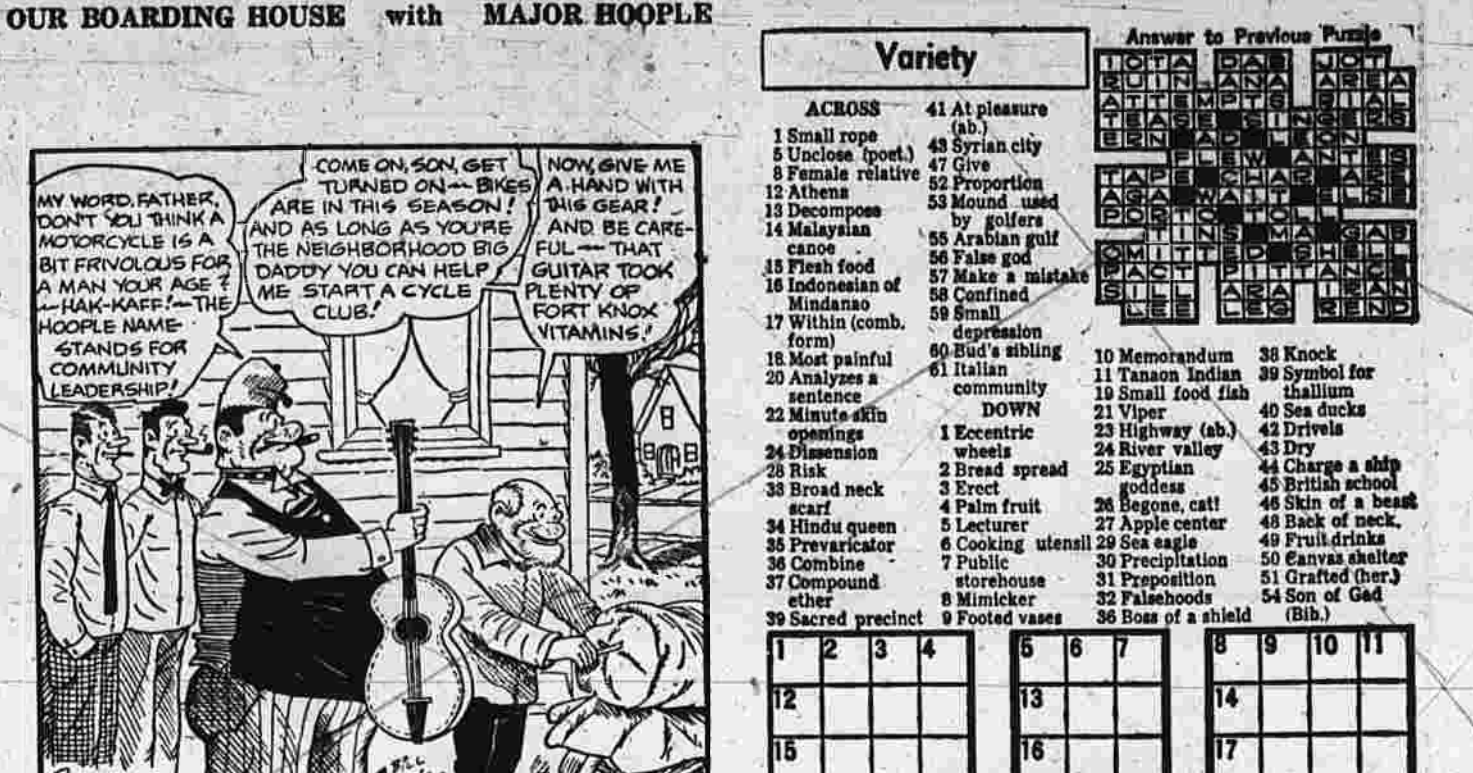 OUR BOARDING HOUSE with MAJOR HOOPLE
MY WORD, FATHER,
DON'T YOU THINK A
MOTORCYCLE IS A
BIT FRIVOLOUS FOR
A MAN YOUR AGE?
—HAK-KAFF!—THE
HOOPLE NAME
STANDS FOR
COMMUNITY
LEADERSHIP!
COME ON, SON, GET
TURNED ON — BIKES
ARE IN THIS SEASON!
AND AS LONG AS YOU'RE
THE NEIGHBORHOOD BIG
DADDY YOU CAN HELP
ME START A CYCLE
CLUB!
NOW, GIVE ME
A HAND WITH
THIS GEAR!
AND BE CARE-
FUL — THAT
GUITAR TOOK
PLENTY OF
FORT KNOX
VITAMINS!
BILL
Variety
ACROSS
1 Small rope
5 Unclose (poet.)
8 Female relative
12 Athena
13 Decompose
14 Malaysian
canoe
15 Flesh food
16 Indonesian of
Mindanao
17 Within (comb.
form)
18 Most painful
20 Analyzes a
sentence
22 Minute skin
openings
24 Dissension
28 Risk
33 Broad neck
scarf
34 Hindu queen
35 Prevaricator
36 Combine
37 Compound
ether
39 Sacred precinct
41 At pleasure
(ab.)
43 Syrian city
47 Give
52 Proportion
53 Mound used
by golfers
55 Arabian gulf
56 False god
57 Make a mistake
58 Confined
59 Small
depression
60 Bud's sibling
61 Italian
community
DOWN
1 Eccentric
wheels
2 Bread spread
3 Erect
4 Palm fruit
5 Lecturer
6 Cooking utensil
7 Public
storehouse
8 Mimicker
9 Footed vases
Answer to Previous Puzzle
IOTA DAB JOT
RUIN ANA AREA
ATTEMPTS RIAL
TEASE SINGERS
ERN AD LEON
FLEW ANTES
TAPE CHAR ARE
AGA WAIT ELSE
PORTO TOLL
TINS MA GAB
OMITTED SHELL
PACT PITTANCE
SILL ARA IRAN
LEE LEG REND
10 Memorandum
11 Tanaon Indian
19 Small food fish
21 Viper
23 Highway (ab.)
24 River valley
25 Egyptian
goddess
26 Begone, cat!
27 Apple center
29 Sea eagle
30 Precipitation
31 Preposition
32 Falsehoods
36 Boss of a shield
38 Knock
39 Symbol for
thallium
40 Sea ducks
42 Drivels
43 Dry
44 Charge a ship
45 British school
46 Skin of a beast
48 Back of neck.
49 Fruit drinks
50 Canvas shelter
51 Grafted (her.)
54 Son of Gad
(Bib.)
1 2 3 4 5 6 7 8 9 10 11
12 13 14
15 16 17